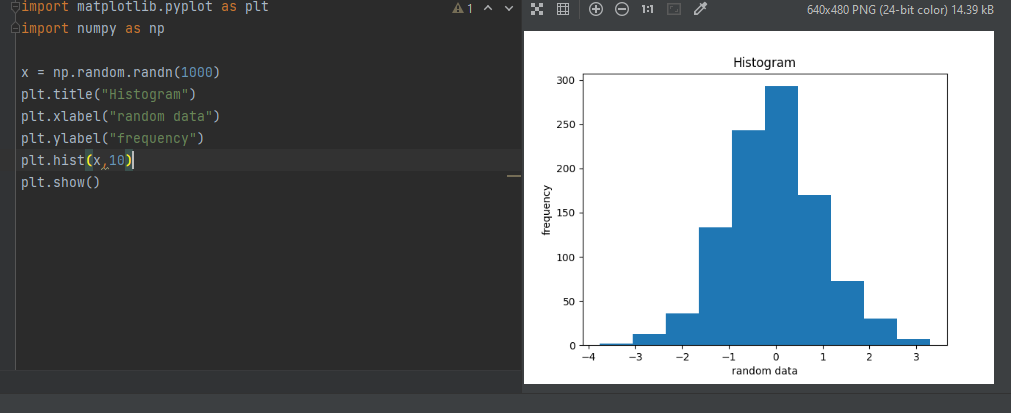 import matplotlib.pyplot as plt
import numpy as np
x = np.random.randn(1000)
plt.title("Histogram")
plt.xlabel("random data")
plt.ylabel("frequency")
plt.hist(x,10)
plt.show()
1
1:1
640x480 PNG (24-bit color) 14.39 kB
Histogram
300
250
200
150
100
50
0
frequency
−4 −3 −2 −1 0 1 2 3
random data